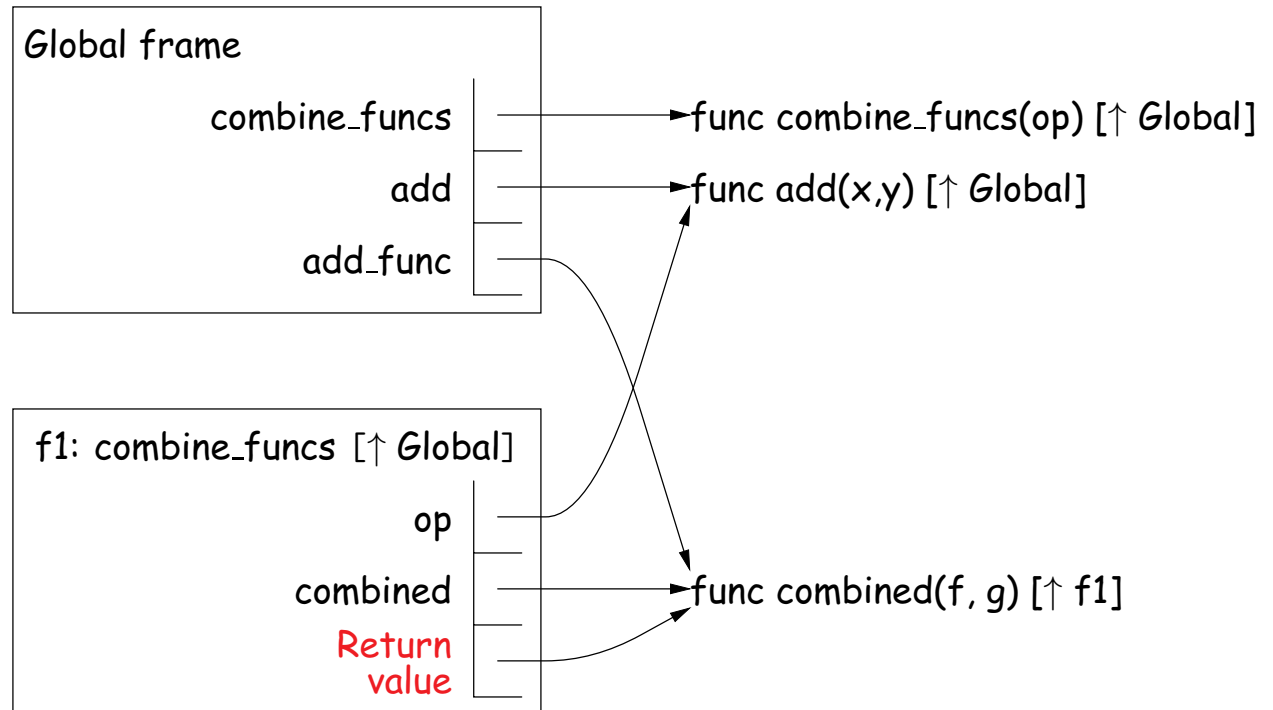 Global frame
combine_funcs
func combine_funcs(op) [↑ Global]
add
func add(x,y) [↑ Global]
add_func
f1: combine_funcs [↑ Global]
op
combined
func combined(f, g) [↑ f1]
Return
value